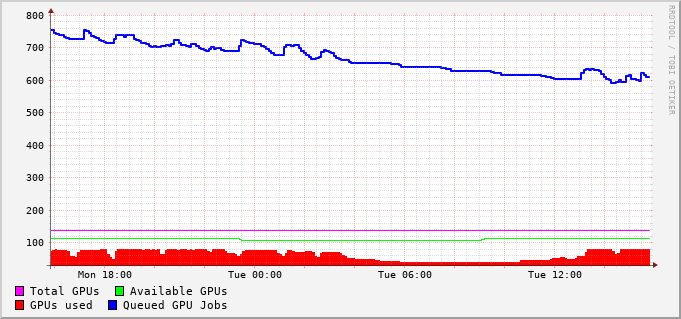 800
700
600
500
400
300
200
100
Mon 18:00 Tue 00:00 Tue 06:00 Tue 12:00
Total GPUs Available GPUs
GPUs used Queued GPU Jobs
RRDTOOL / TOBI OETIKER